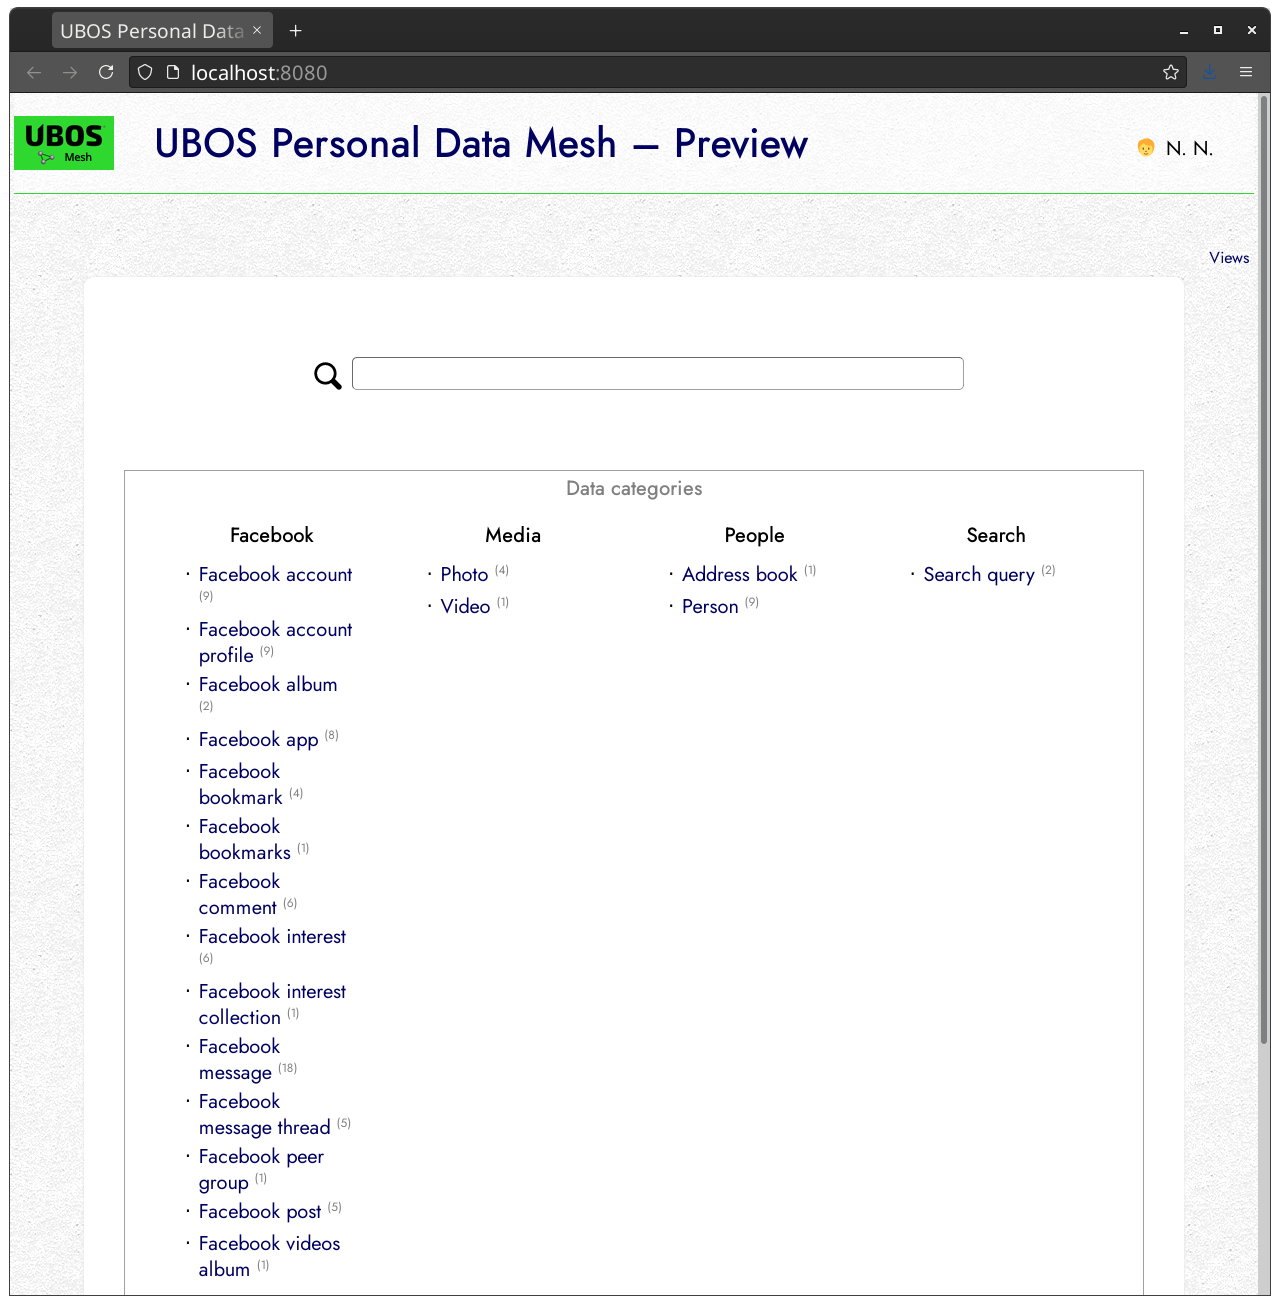 UBOS Personal Data
localhost:8080
UBOS
Mesh
UBOS Personal Data Mesh – Preview
N. N.
Views
Data categories
Facebook
· Facebook account
(9)
· Facebook account
profile (9)
· Facebook album
(2)
· Facebook app (8)
· Facebook
bookmark (4)
· Facebook
bookmarks (1)
· Facebook
comment (6)
· Facebook interest
(6)
· Facebook interest
collection (1)
· Facebook
message (18)
· Facebook
message thread (5)
· Facebook peer
group (1)
· Facebook post (5)
· Facebook videos
album (1)
Media
· Photo (4)
· Video (1)
People
· Address book (1)
· Person (9)
Search
· Search query (2)